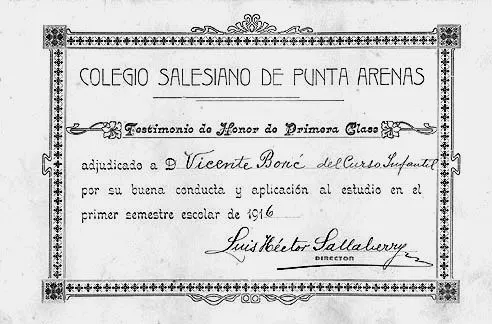 COLEGIO SALESIANO DE PUNTA ARENAS
Testimonio de Honor de Primera Clase
adjudicado a D. Vicente Boric del Curso Infantil
por su buena conducta y aplicación al estudio en el
primer semestre escolar de 1916
Luis Héctor Sallaberry
DIRECTOR